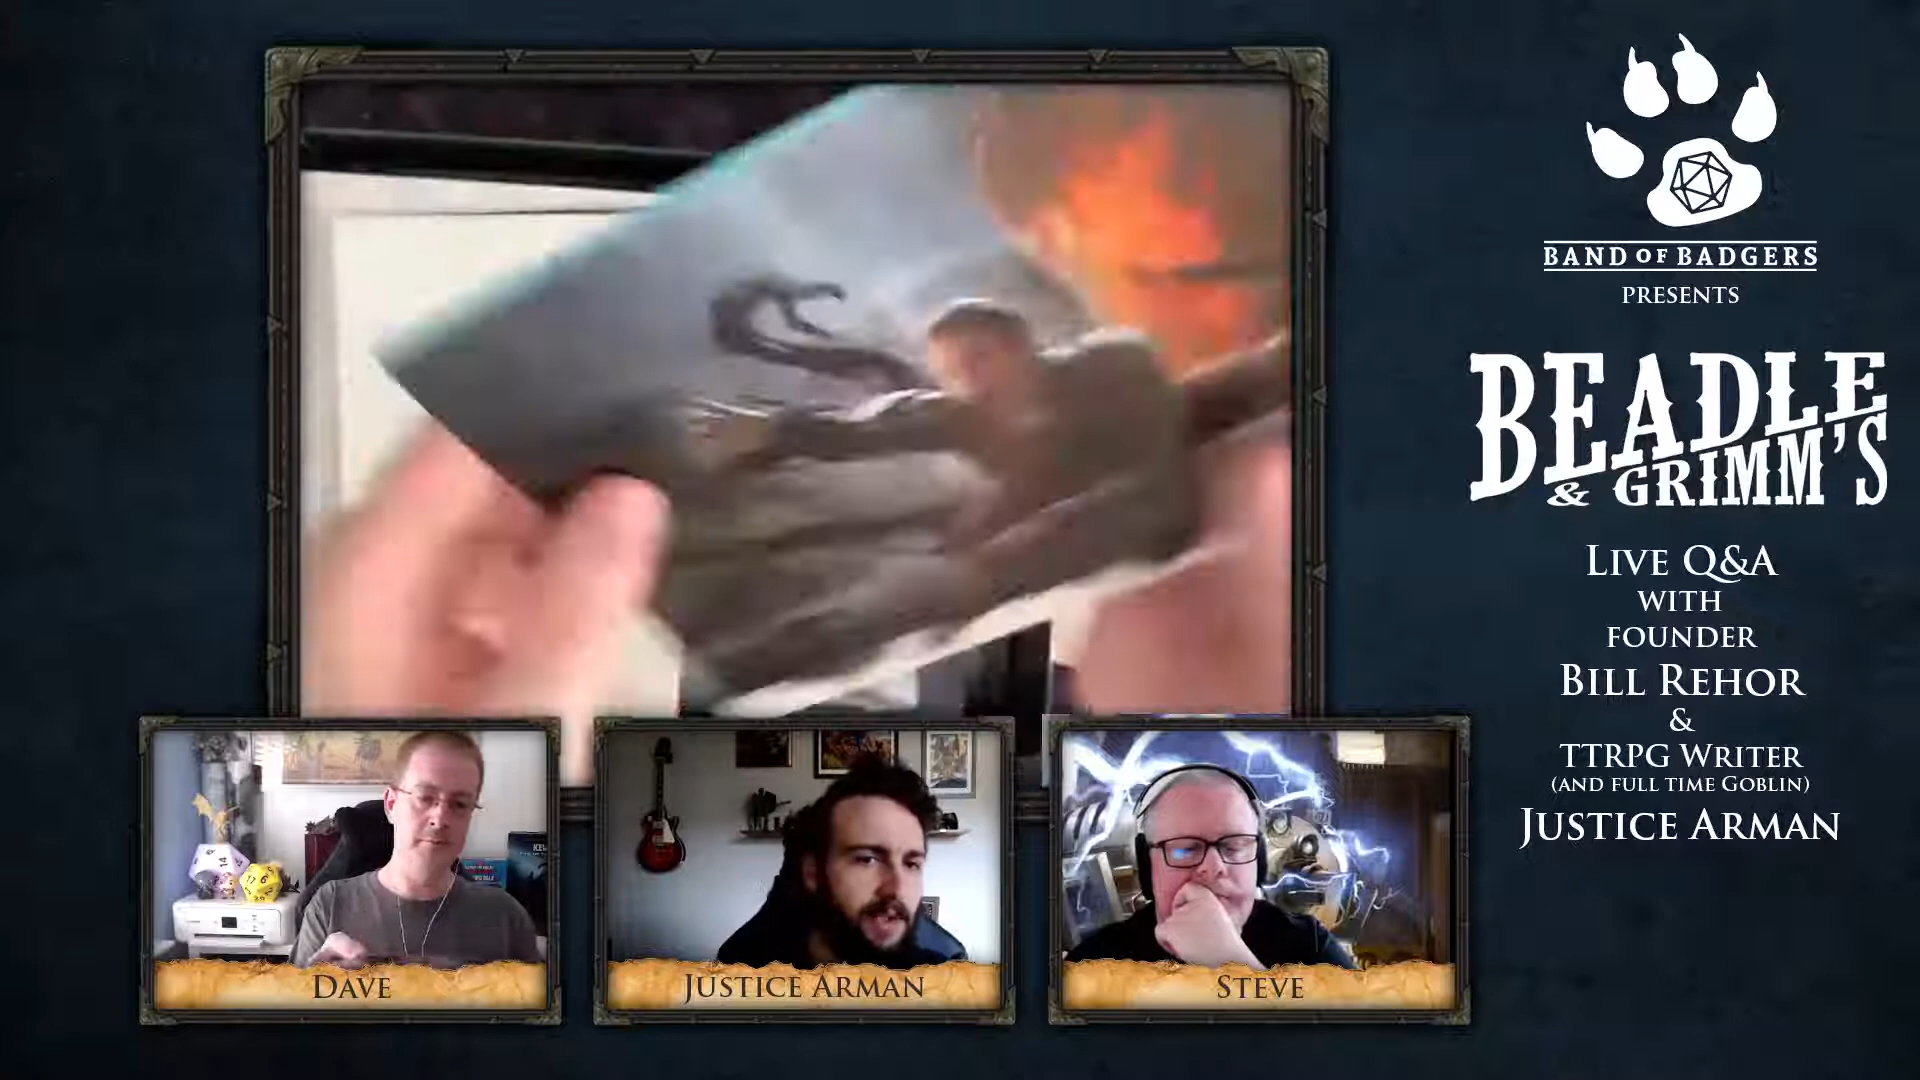 BAND OF BADGERS
PRESENTS
BEADLE
& GRIMM'S
LIVE Q&A
WITH
FOUNDER
BILL REHOR
&
TTRPG WRITER
(AND FULL TIME GOBLIN)
JUSTICE ARMAN
DAVE
JUSTICE ARMAN
STEVE